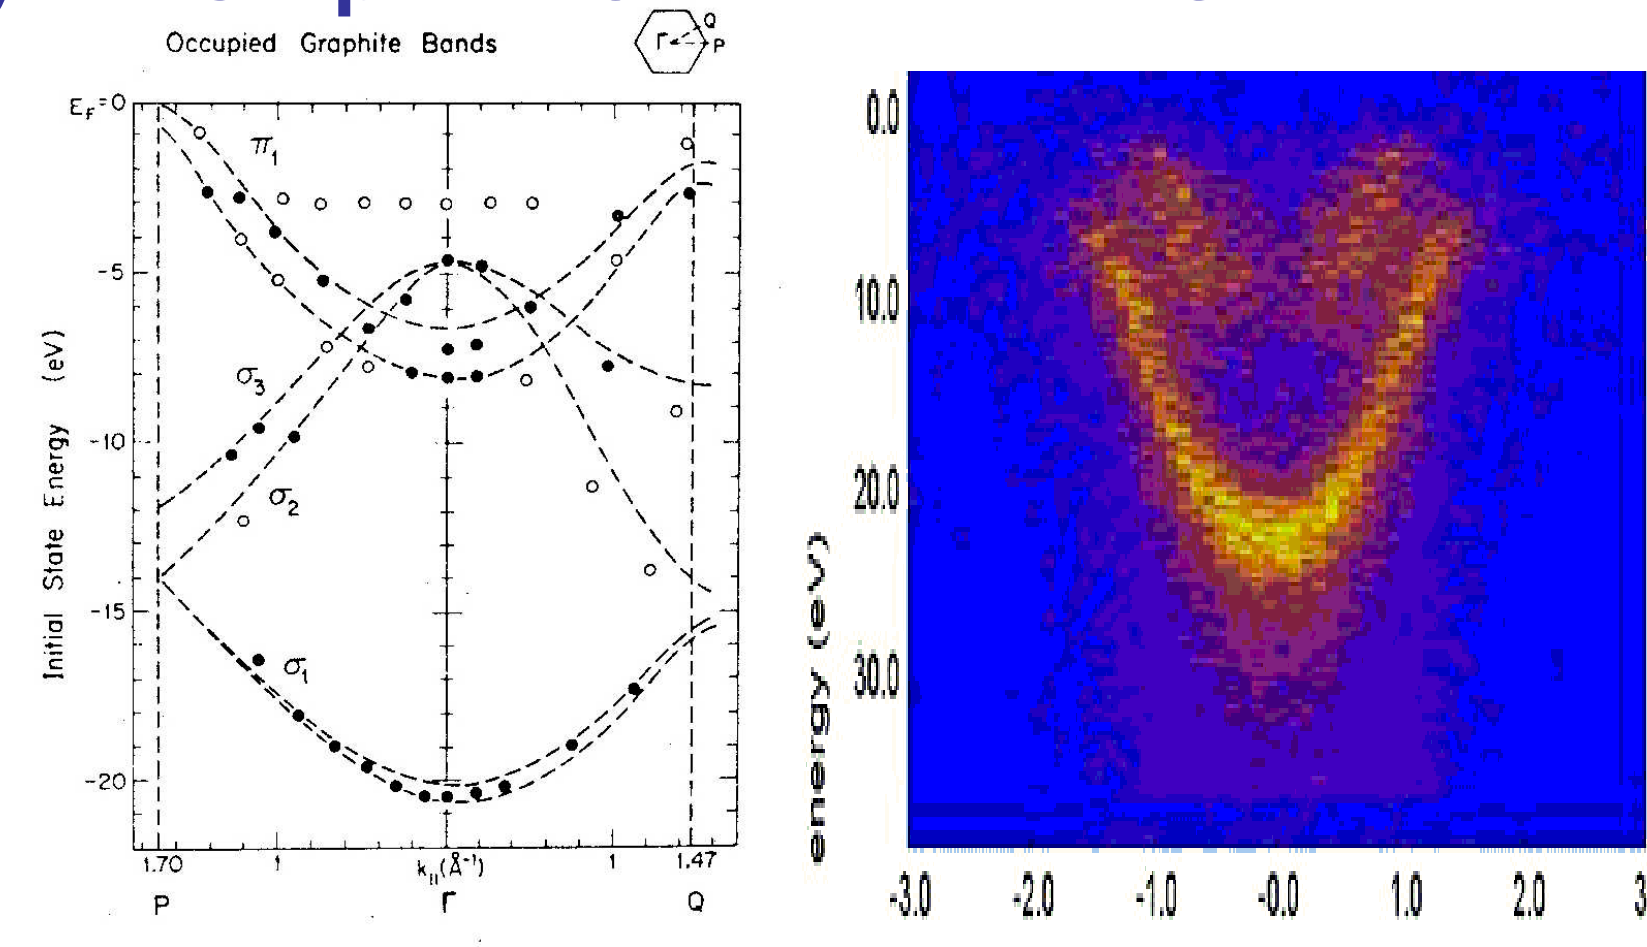 Occupied Graphite Bands
Γ
Q
P
E_F=0
-5
-10
-15
-20
Initial State Energy (eV)
π₁
σ₃
σ₂
σ₁
1.70
1
k||(Å⁻¹)
1
1.47
P
Γ
Q
0.0
10.0
20.0
30.0
energy (eV)
-3.0
-2.0
-1.0
-0.0
1.0
2.0
3